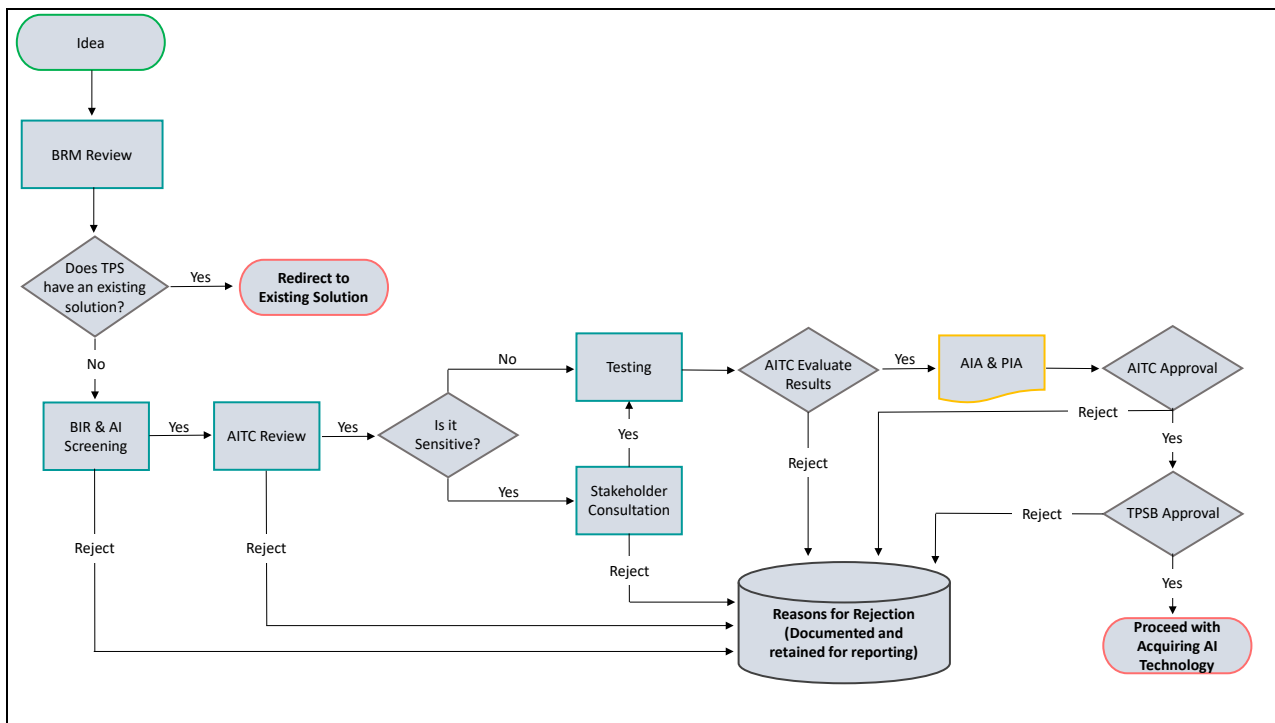 Idea
BRM Review
Does TPS
have an existing
solution?
Yes
Redirect to
Existing Solution
No
BIR & AI
Screening
Yes
AITC Review
Yes
Is it
Sensitive?
No
Yes
Testing
Yes
Stakeholder
Consultation
AITC Evaluate
Results
Yes
AIA & PIA
AITC Approval
Reject
Yes
TPSB Approval
Reject
Yes
Reject
Reject
Reject
Reject
Reasons for Rejection
(Documented and
retained for reporting)
Proceed with
Acquiring AI
Technology